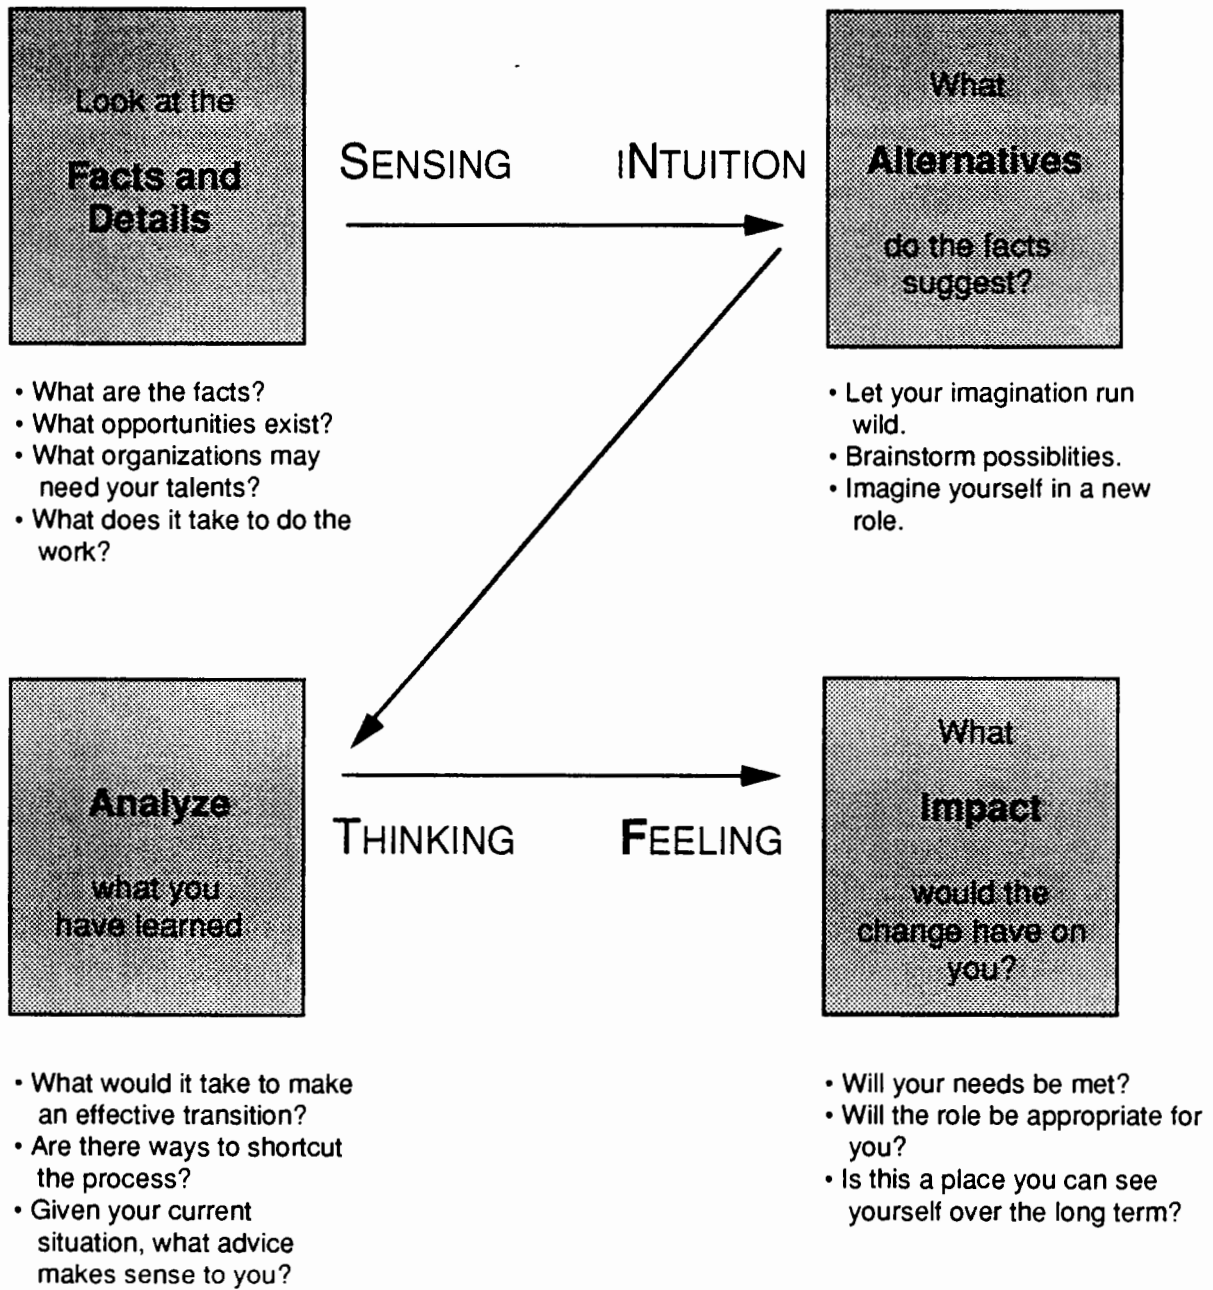 Look at the
Facts and
Details
SENSING
iNTUITION
What
Alternatives
do the facts
suggest?
• What are the facts?
• What opportunities exist?
• What organizations may
need your talents?
• What does it take to do the
work?
• Let your imagination run
wild.
• Brainstorm possiblities.
• Imagine yourself in a new
role.
Analyze
what you
have learned
THINKING
FEELING
What
Impact
would the
change have on
you?
• What would it take to make
an effective transition?
• Are there ways to shortcut
the process?
• Given your current
situation, what advice
makes sense to you?
• Will your needs be met?
• Will the role be appropriate for
you?
• Is this a place you can see
yourself over the long term?